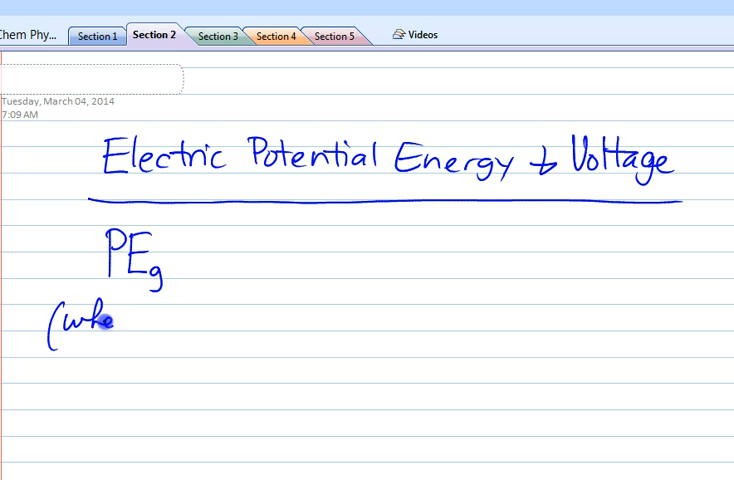 Chem Phy... Section 1 Section 2 Section 3 Section 4 Section 5 Videos
Tuesday, March 04, 2014
7:09 AM
Electric Potential Energy + Voltage
PEg
(whe